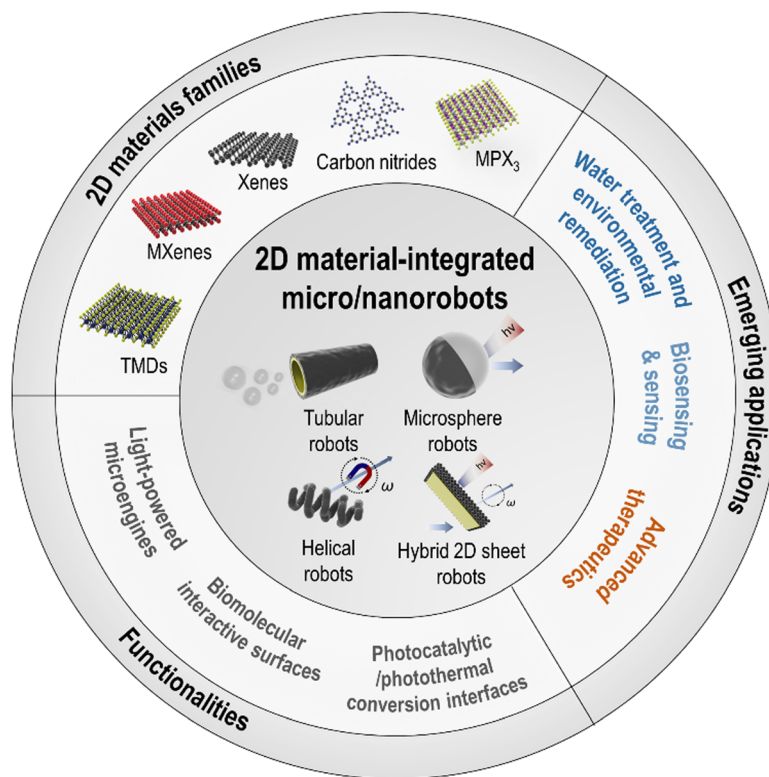 2D materials families
TMDs
MXenes
Xenes
Carbon nitrides
MPX₃
Emerging applications
Water treatment and
environmental
remediation
Biosensing
& sensing
Advanced
therapeutics
Functionalities
Light-powered
microengines
Biomolecular
interactive surfaces
Photocatalytic
/photothermal
conversion interfaces
2D material-integrated
micro/nanorobots
hv
Tubular
robots
Microsphere
robots
ω
hv
ω
Helical
robots
Hybrid 2D sheet
robots